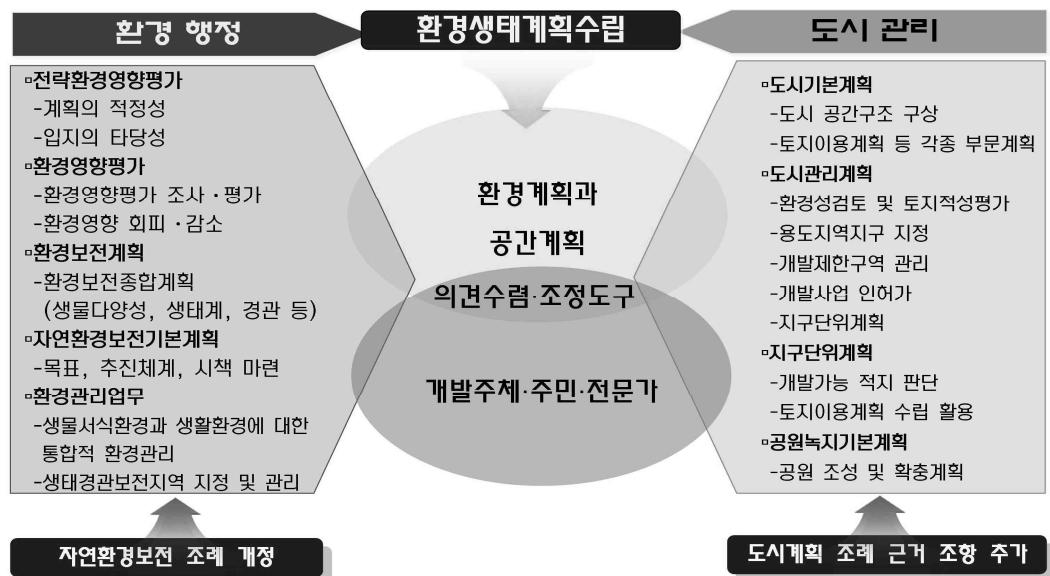 환경 행정
환경생태계획수립
도시 관리
▫전략환경영향평가
-계획의 적정성
-입지의 타당성
▫환경영향평가
-환경영향평가 조사·평가
-환경영향 회피·감소
▫환경보전계획
-환경보전종합계획
(생물다양성, 생태계, 경관 등)
▫자연환경보전기본계획
-목표, 추진체계, 시책 마련
▫환경관리업무
-생물서식환경과 생활환경에 대한
통합적 환경관리
-생태경관보전지역 지정 및 관리
자연환경보전 조례 개정
환경계획과
공간계획
의견수렴·조정도구
개발주체·주민·전문가
▫도시기본계획
-도시 공간구조 구상
-토지이용계획 등 각종 부문계획
▫도시관리계획
-환경성검토 및 토지적성평가
-용도지역지구 지정
-개발제한구역 관리
-개발사업 인허가
-지구단위계획
▫지구단위계획
-개발가능 적지 판단
-토지이용계획 수립 활용
▫공원녹지기본계획
-공원 조성 및 확충계획
도시계획 조례 근거 조항 추가